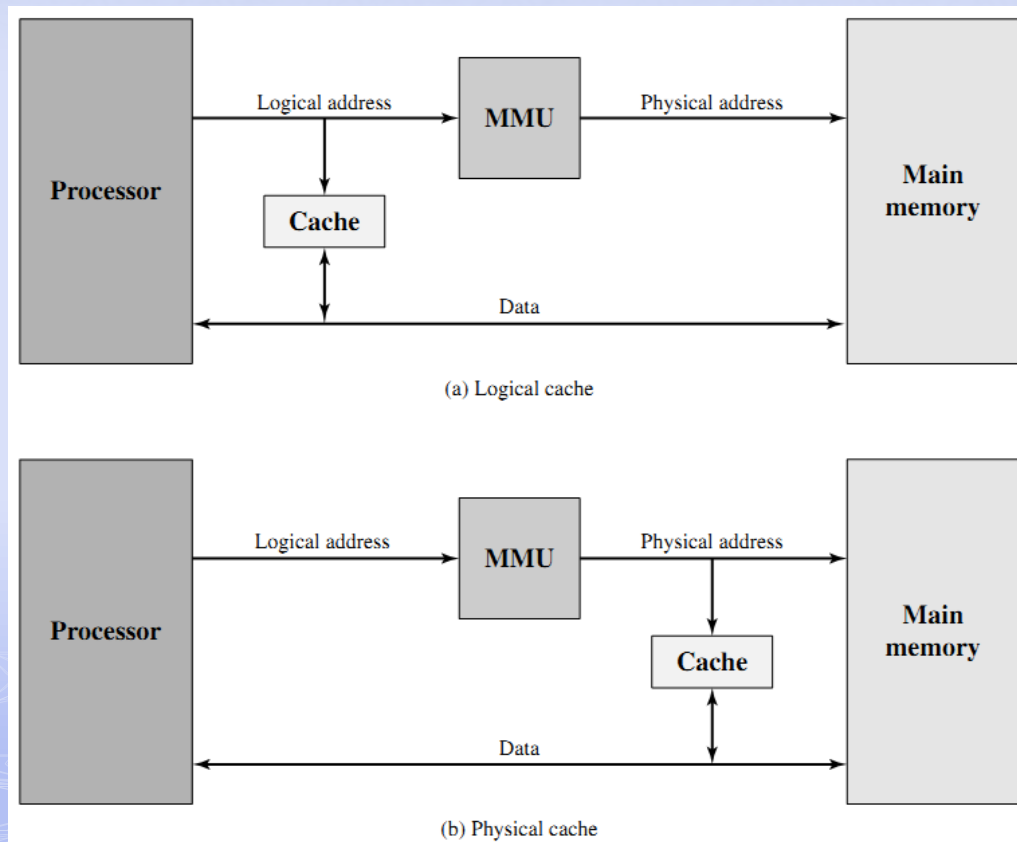 Logical address
MMU
Physical address
Processor
Main
memory
Cache
Data
(a) Logical cache
Logical address
MMU
Physical address
Processor
Main
memory
Cache
Data
(b) Physical cache